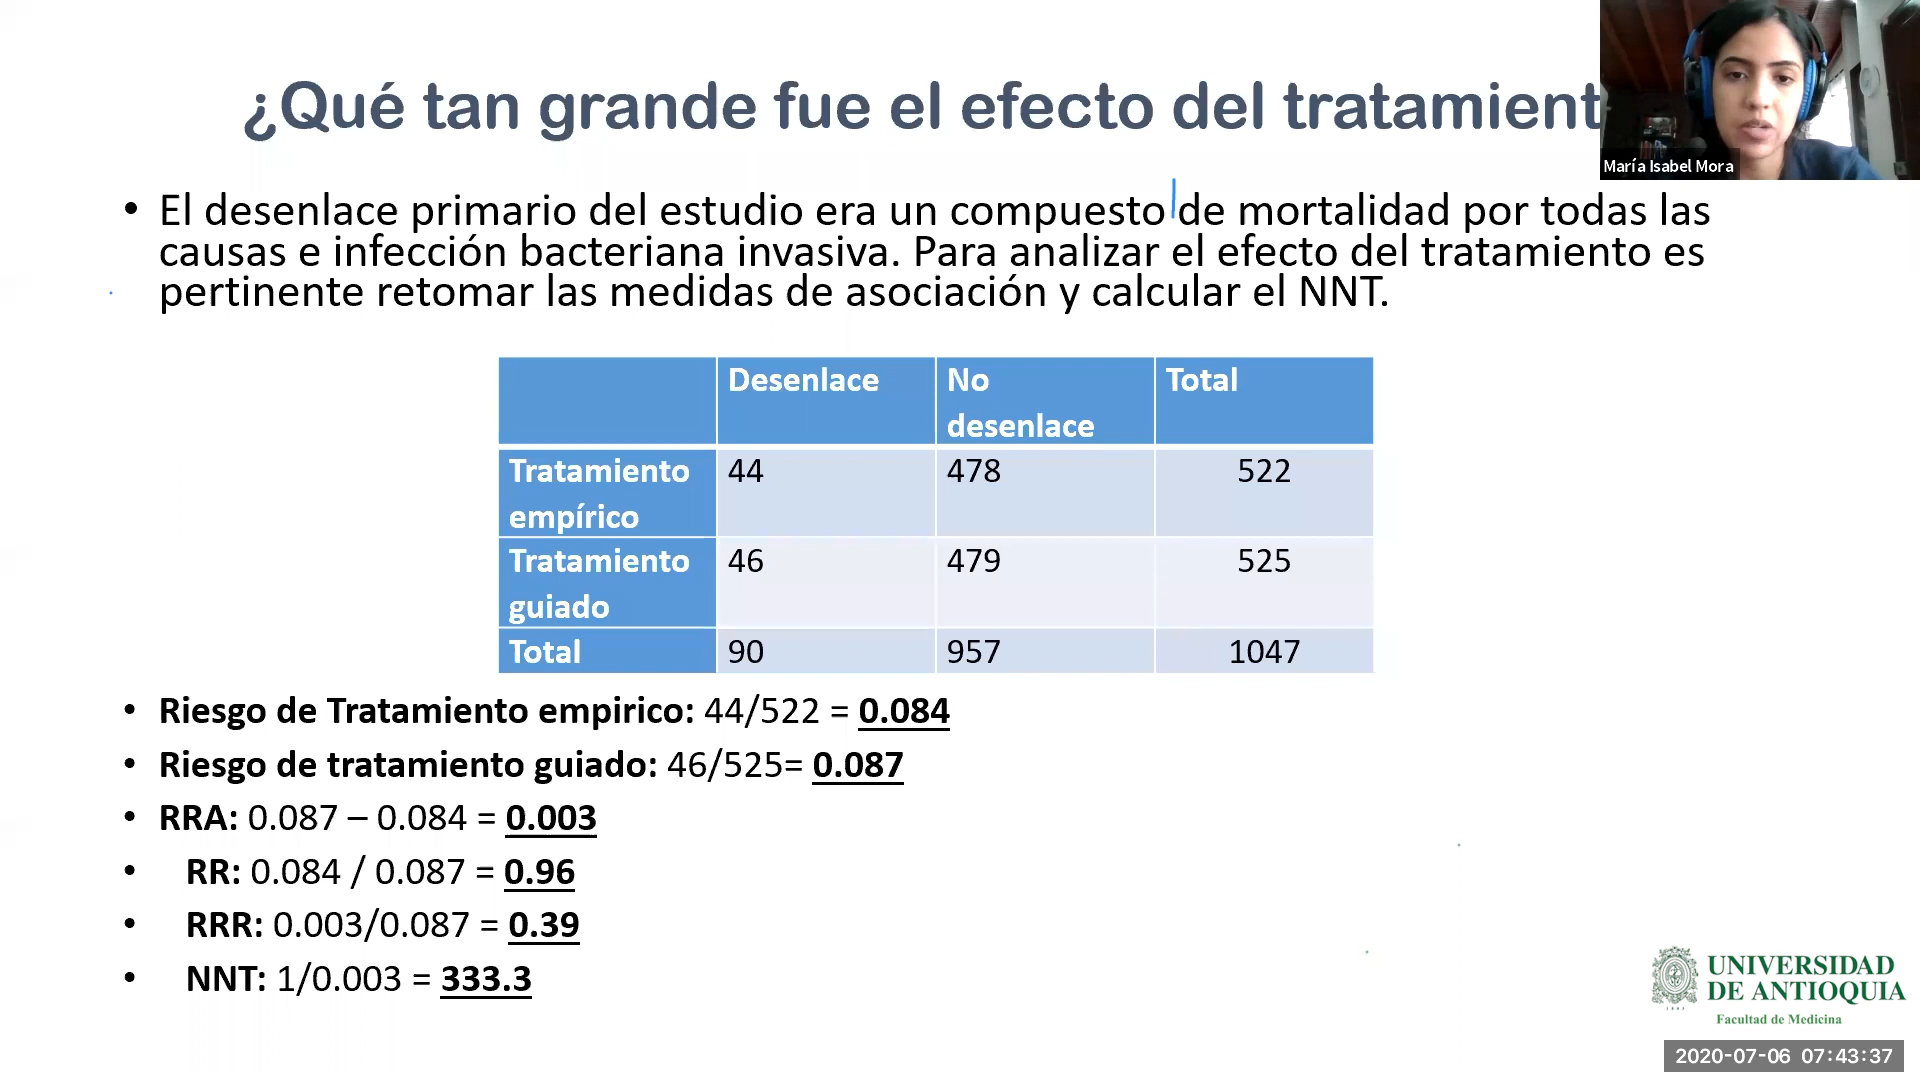 ¿Qué tan grande fue el efecto del tratamient
María Isabel Mora
• El desenlace primario del estudio era un compuesto de mortalidad por todas las
causas e infección bacteriana invasiva. Para analizar el efecto del tratamiento es
pertinente retomar las medidas de asociación y calcular el NNT.
Desenlace No desenlace Total
Tratamiento empírico 44 478 522
Tratamiento guiado 46 479 525
Total 90 957 1047
• Riesgo de Tratamiento empirico: 44/522 = 0.084
• Riesgo de tratamiento guiado: 46/525= 0.087
• RRA: 0.087 – 0.084 = 0.003
• RR: 0.084 / 0.087 = 0.96
• RRR: 0.003/0.087 = 0.39
• NNT: 1/0.003 = 333.3
UNIVERSIDAD
DE ANTIOQUIA
Facultad de Medicina
2020-07-06 07:43:37